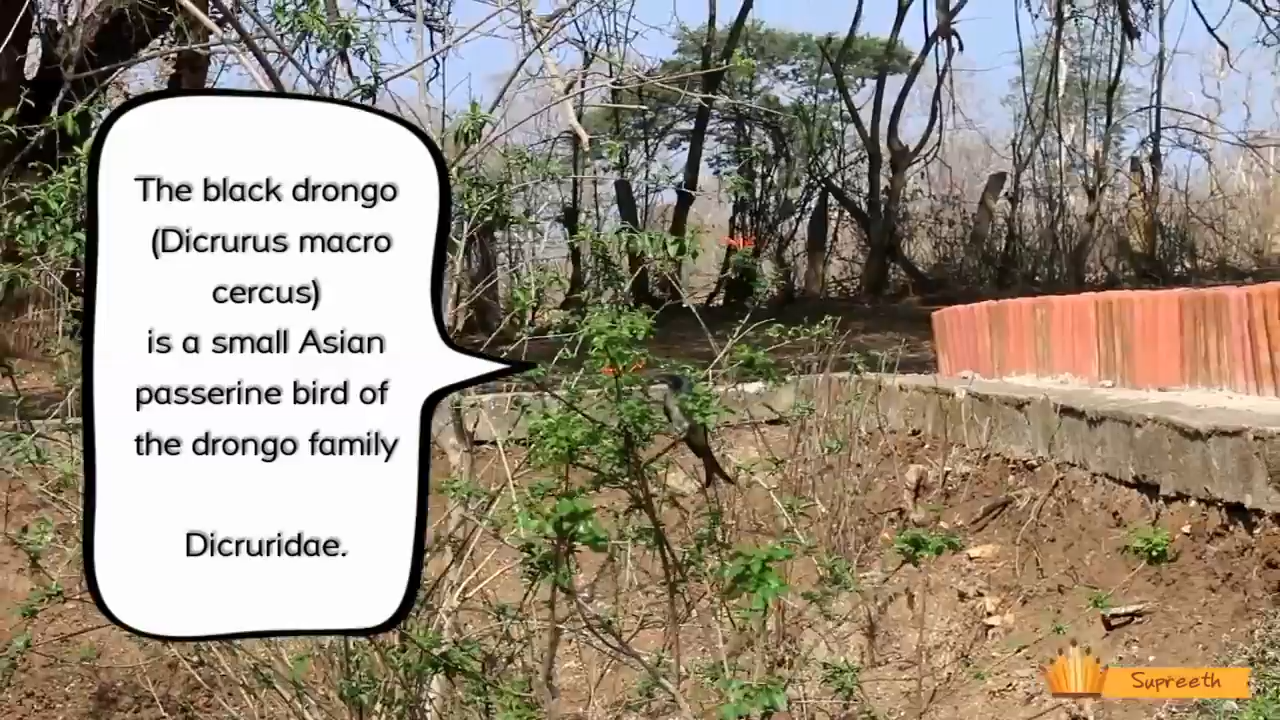 The black drongo
(Dicrurus macro
cercus)
is a small Asian
passerine bird of
the drongo family
Dicruridae.
Supreeth